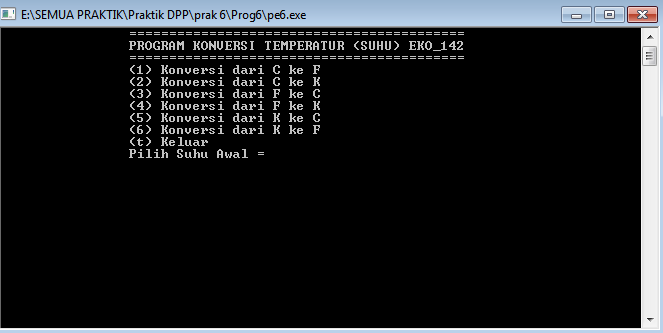 E:\SEMUA PRAKTIK\Praktik DPP\prak 6\Prog6\pe6.exe
==========================================
PROGRAM KONVERSI TEMPERATUR (SUHU) EKO_142
==========================================
(1) Konversi dari C ke F
(2) Konversi dari C ke K
(3) Konversi dari F ke C
(4) Konversi dari F ke K
(5) Konversi dari K ke C
(6) Konversi dari K ke F
(t) Keluar
Pilih Suhu Awal =